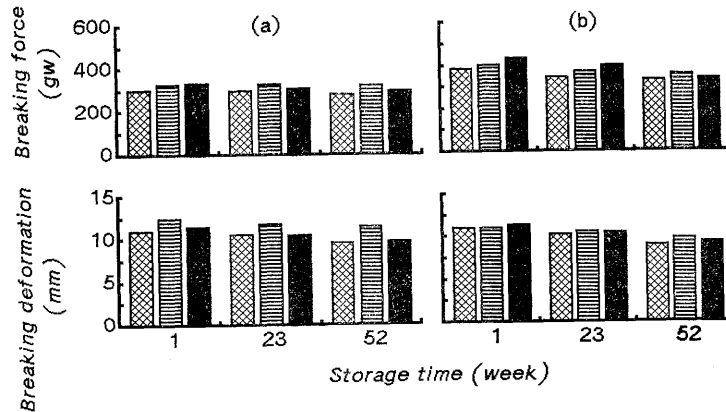 (a)
(b)
Breaking force
(gw)
600
400
200
0
Breaking deformation
(mm)
15
10
5
0
1
23
52
1
23
52
Storage time (week)